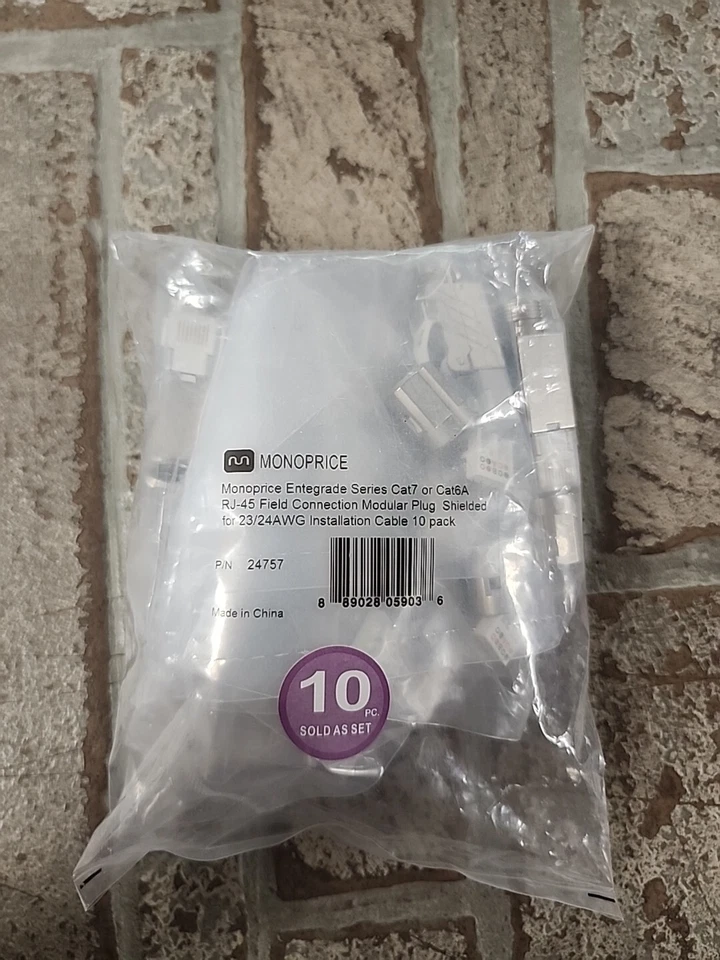 MONOPRICE
Monoprice Entegrade Series Cat7 or Cat6A
RJ-45 Field Connection Modular Plug Shielded
for 23/24AWG Installation Cable 10 pack
P/N 24757
8 89028 05903 6
Made in China
10
PC.
SOLD AS SET